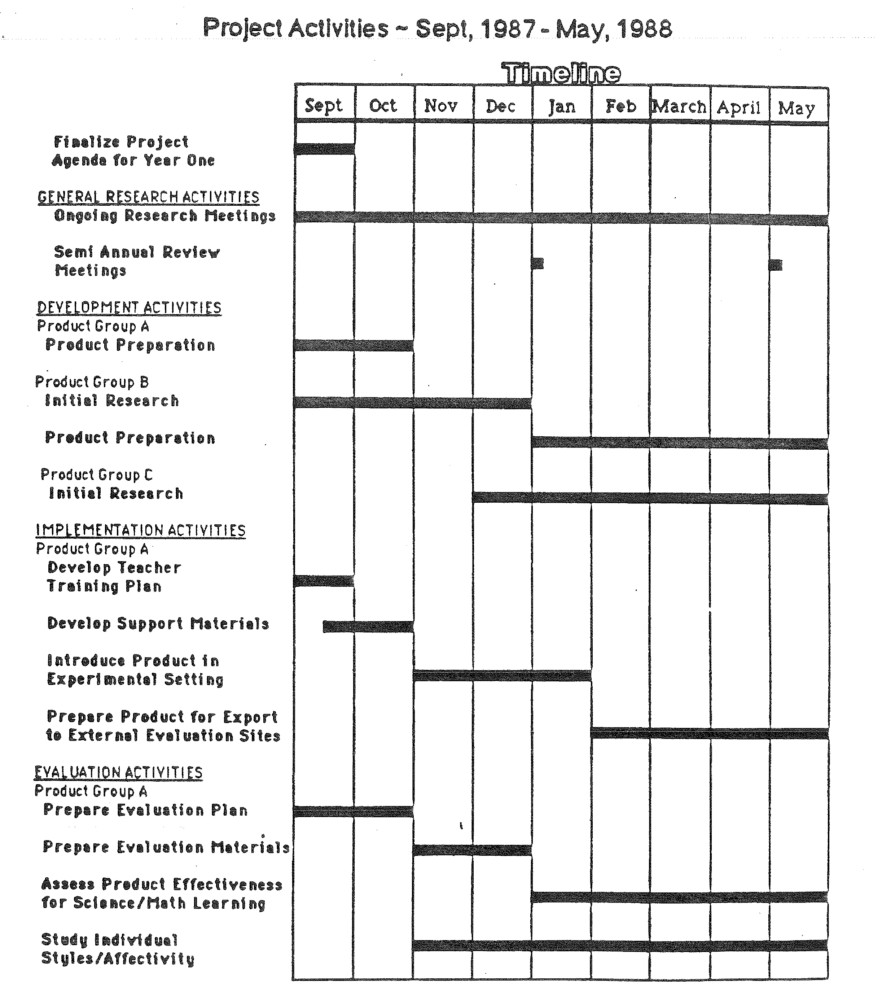 Project Activities ~ Sept, 1987 - May, 1988
Timeline
Sept Oct Nov Dec Jan Feb March April May
Finalize Project
Agenda for Year One
GENERAL RESEARCH ACTIVITIES
Ongoing Research Meetings
Semi Annual Review
Meetings
DEVELOPMENT ACTIVITIES
Product Group A
Product Preparation
Product Group B
Initial Research
Product Preparation
Product Group C
Initial Research
IMPLEMENTATION ACTIVITIES
Product Group A
Develop Teacher
Training Plan
Develop Support Materials
Introduce Product in
Experimental Setting
Prepare Product for Export
to External Evaluation Sites
EVALUATION ACTIVITIES
Product Group A
Prepare Evaluation Plan
Prepare Evaluation Materials
Assess Product Effectiveness
for Science/Math Learning
Study Individual
Styles/Affectivity